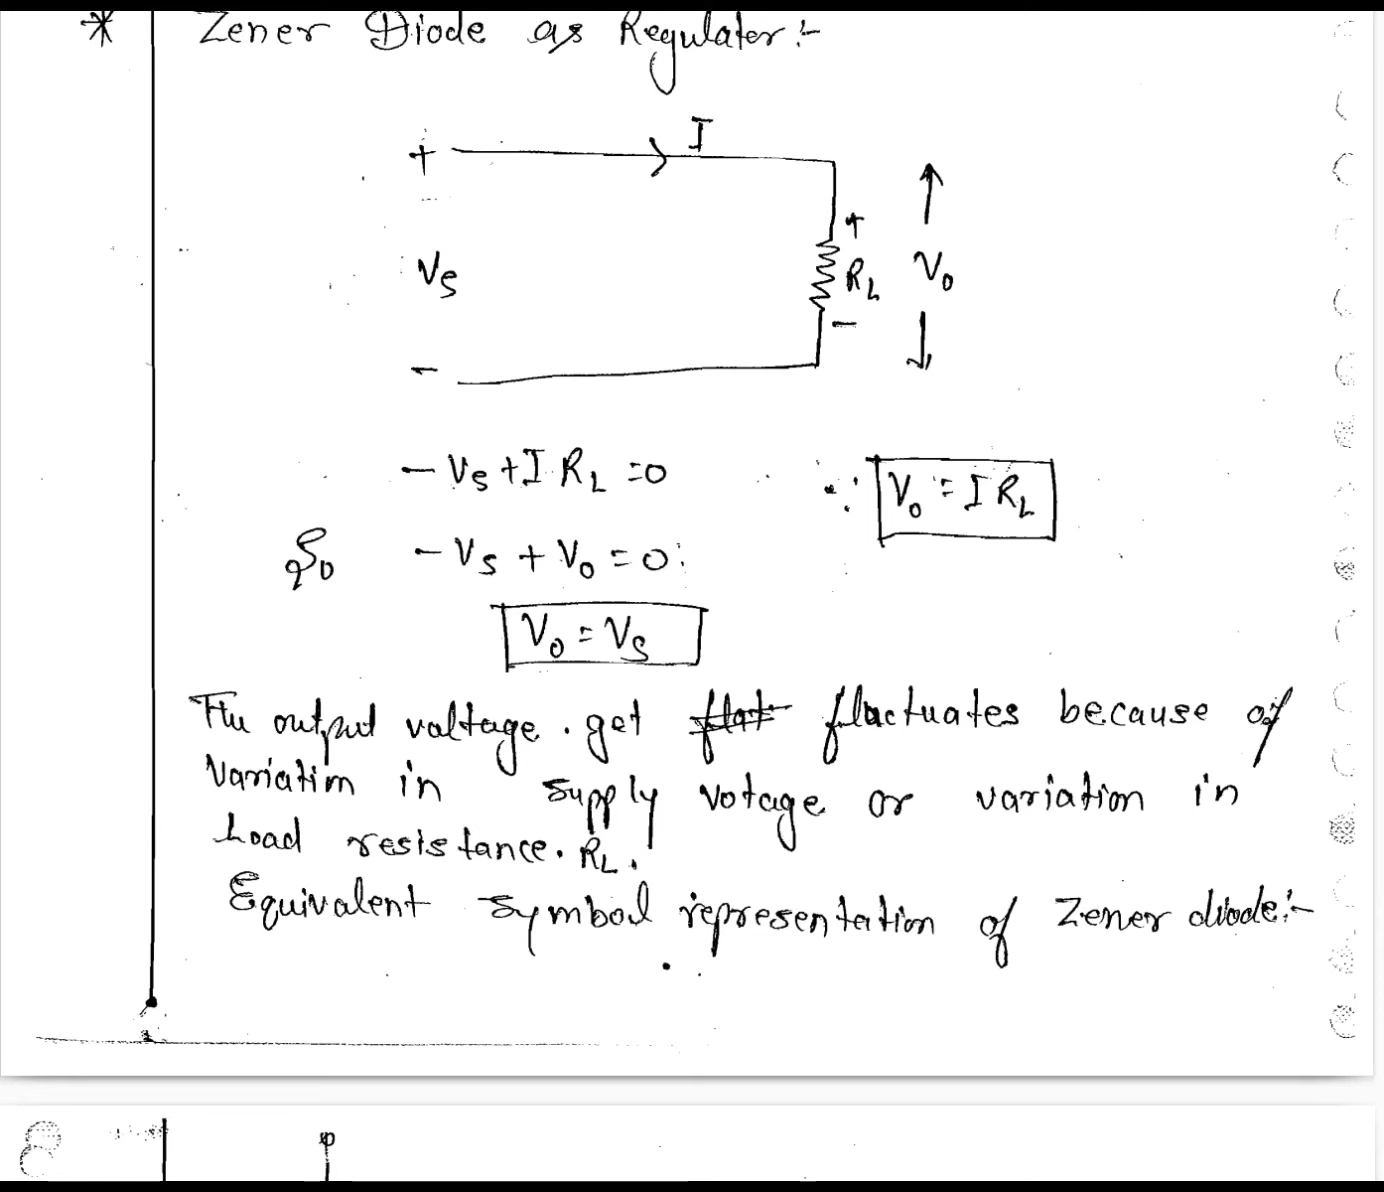 * Zener Diode as Regulator :-
I
+
+
Vs
RL
Vo
-
-
- Vs + I RL = 0
∵ Vo = I RL
So - Vs + Vo = 0
Vo = Vs
The output voltage . get flat fluctuates because of
Variation in supply votage or variation in
Load resistance. RL.
Equivalent symbol representation of Zener diode :-